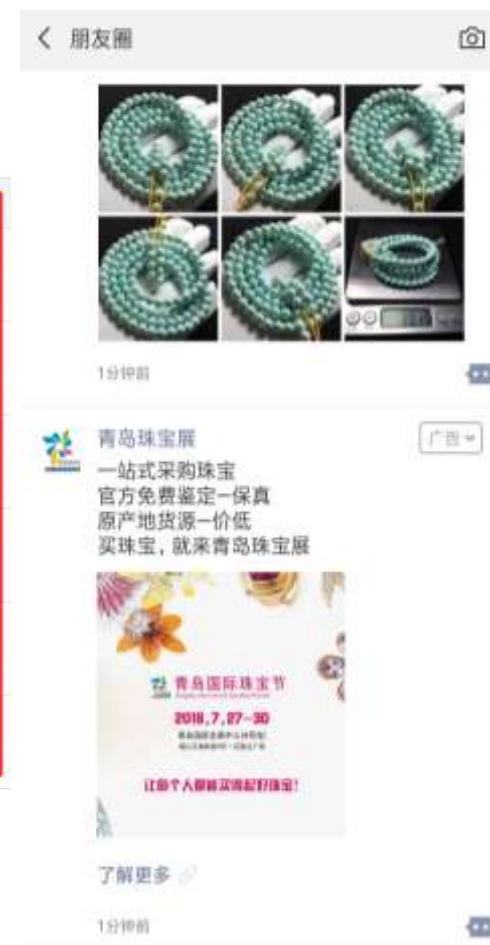 朋友圈
1分钟前
青岛珠宝展
广告
一站式采购珠宝
官方免费鉴定-保真
原产地货源-价低
买珠宝，就来青岛珠宝展
青岛国际珠宝节
2018,7,27-30
让每个人都能买得起好珠宝!
了解更多
1分钟前